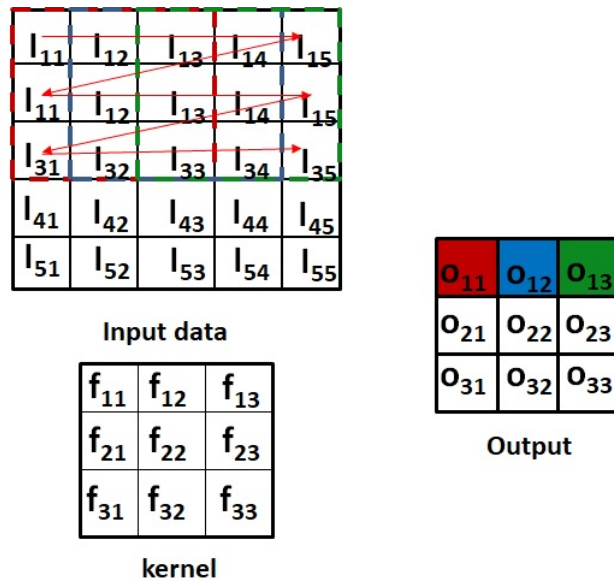 I11 I12 I13 I14 I15
I11 I12 I13 I14 I15
I31 I32 I33 I34 I35
I41 I42 I43 I44 I45
I51 I52 I53 I54 I55
Input data
f11 f12 f13
f21 f22 f23
f31 f32 f33
kernel
O11 O12 O13
O21 O22 O23
O31 O32 O33
Output